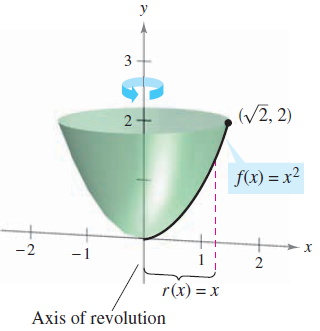 y
3
2
(√2, 2)
f(x) = x²
-2
-1
1
2
x
r(x) = x
Axis of revolution